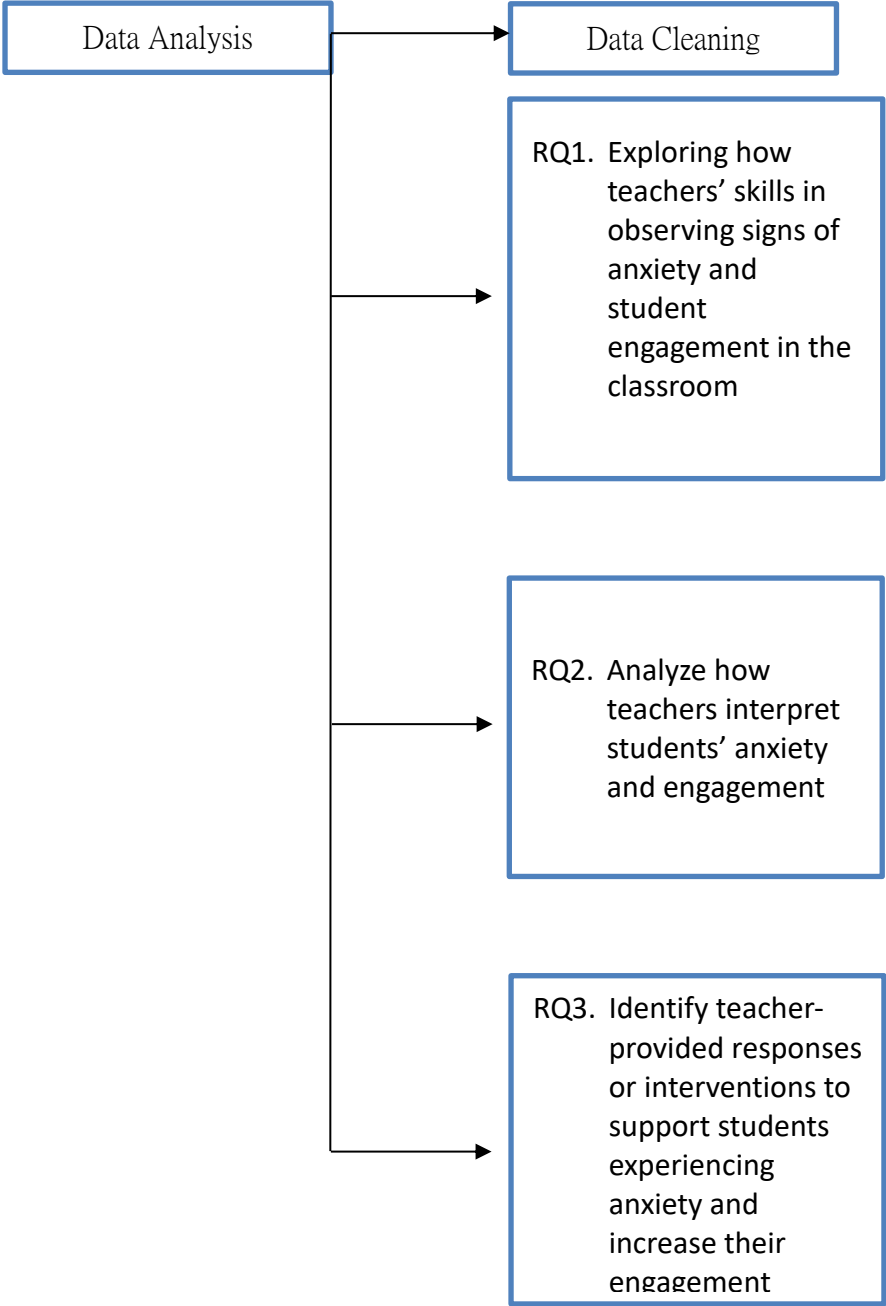 Data Analysis
Data Cleaning
RQ1. Exploring how
teachers’ skills in
observing signs of
anxiety and
student
engagement in the
classroom
RQ2. Analyze how
teachers interpret
students’ anxiety
and engagement
RQ3. Identify teacher-
provided responses
or interventions to
support students
experiencing
anxiety and
increase their
engagement